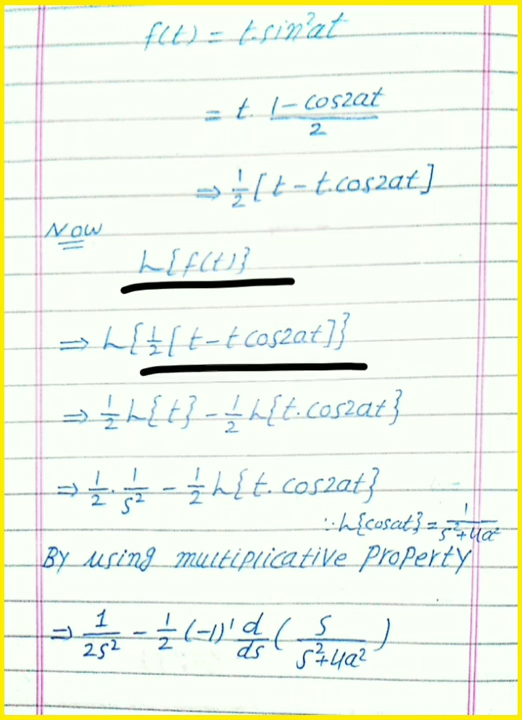 f(t) = t.sin²at
= t. (1 - cos2at)/2
⇒ 1/2 [t - t.cos2at]
Now
L{f(t)}
⇒ L{1/2[t - t cos2at]}
⇒ 1/2 L{t} - 1/2 L{t.cos2at}
⇒ 1/2 . 1/s² - 1/2 L{t. cos2at}
∵ L{cosat} = 1/(s²+4a²)
By using multiplicative Property
⇒ 1/2s² - 1/2 (-1)' d/ds (s/(s²+4a²))